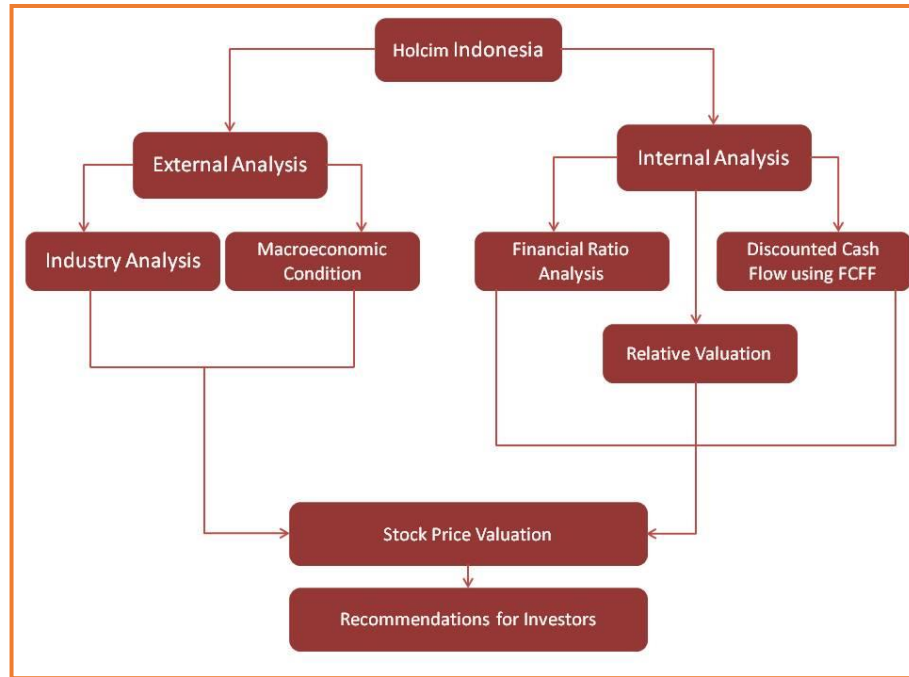 Holcim Indonesia
External Analysis
Internal Analysis
Industry Analysis
Macroeconomic
Condition
Financial Ratio
Analysis
Discounted Cash
Flow using FCFF
Relative Valuation
Stock Price Valuation
Recommendations for Investors